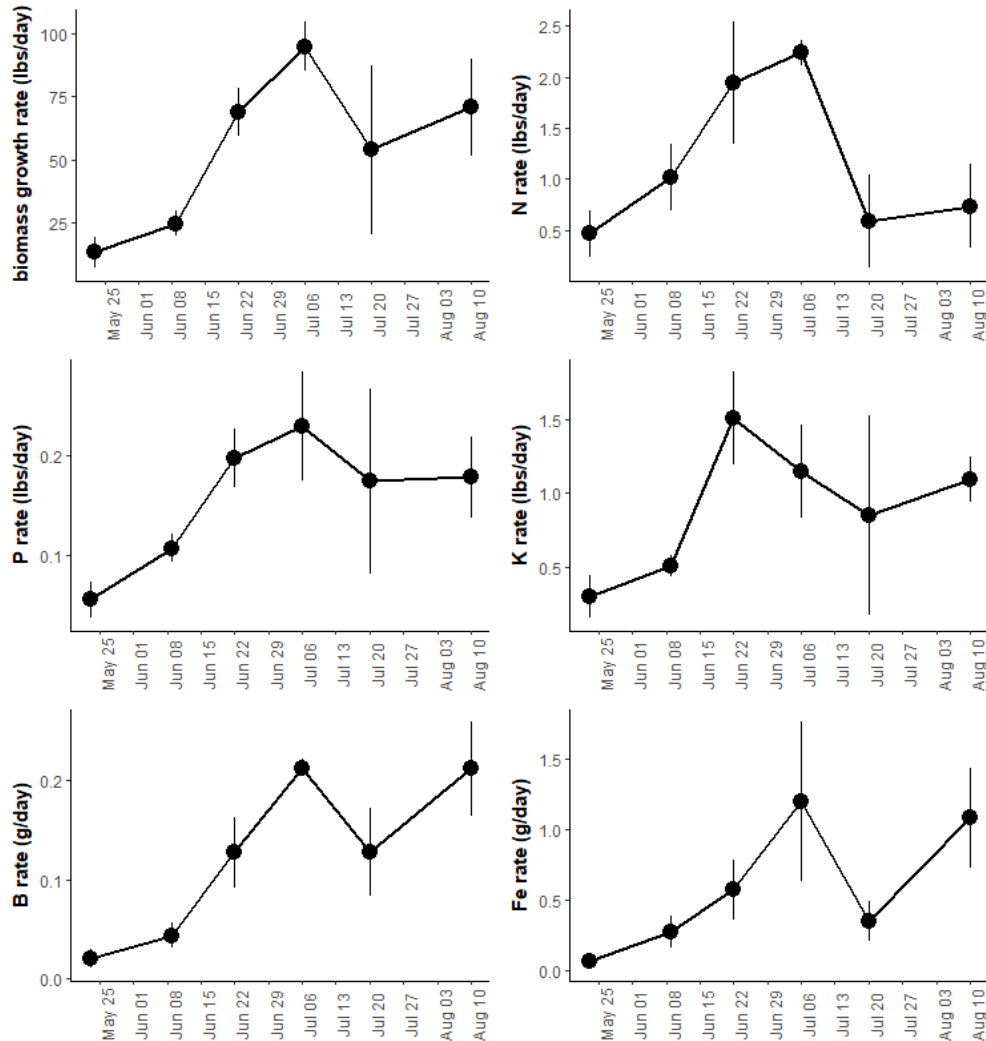 biomass growth rate (lbs/day)
100
75
50
25
May 25
Jun 01
Jun 08
Jun 15
Jun 22
Jun 29
Jul 06
Jul 13
Jul 20
Jul 27
Aug 03
Aug 10
N rate (lbs/day)
2.5
2.0
1.5
1.0
0.5
May 25
Jun 01
Jun 08
Jun 15
Jun 22
Jun 29
Jul 06
Jul 13
Jul 20
Jul 27
Aug 03
Aug 10
P rate (lbs/day)
0.2
0.1
May 25
Jun 01
Jun 08
Jun 15
Jun 22
Jun 29
Jul 06
Jul 13
Jul 20
Jul 27
Aug 03
Aug 10
K rate (lbs/day)
1.5
1.0
0.5
May 25
Jun 01
Jun 08
Jun 15
Jun 22
Jun 29
Jul 06
Jul 13
Jul 20
Jul 27
Aug 03
Aug 10
B rate (g/day)
0.2
0.1
0.0
May 25
Jun 01
Jun 08
Jun 15
Jun 22
Jun 29
Jul 06
Jul 13
Jul 20
Jul 27
Aug 03
Aug 10
Fe rate (g/day)
1.5
1.0
0.5
0.0
May 25
Jun 01
Jun 08
Jun 15
Jun 22
Jun 29
Jul 06
Jul 13
Jul 20
Jul 27
Aug 03
Aug 10